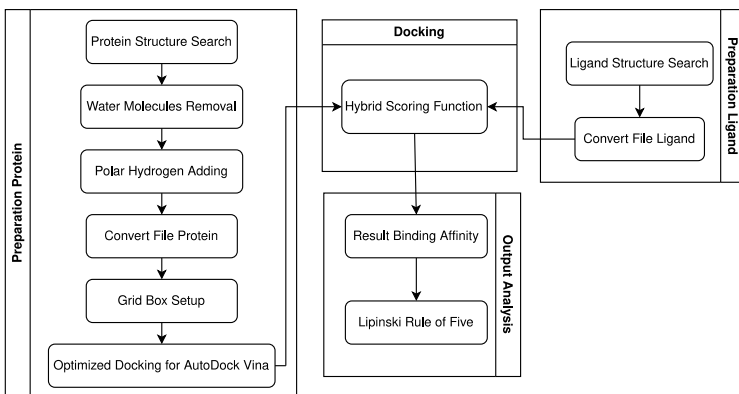 Preparation Protein
Protein Structure Search
Water Molecules Removal
Polar Hydrogen Adding
Convert File Protein
Grid Box Setup
Optimized Docking for AutoDock Vina
Docking
Hybrid Scoring Function
Preparation Ligand
Ligand Structure Search
Convert File Ligand
Output Analysis
Result Binding Affinity
Lipinski Rule of Five